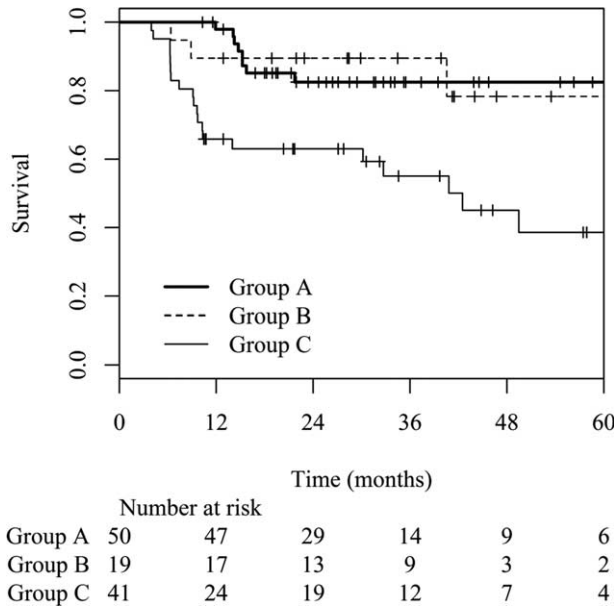 1.0
0.8
0.6
0.4
0.2
0.0
Survival
Group A
Group B
Group C
0 12 24 36 48 60
Time (months)
Number at risk
Group A 50 47 29 14 9 6
Group B 19 17 13 9 3 2
Group C 41 24 19 12 7 4